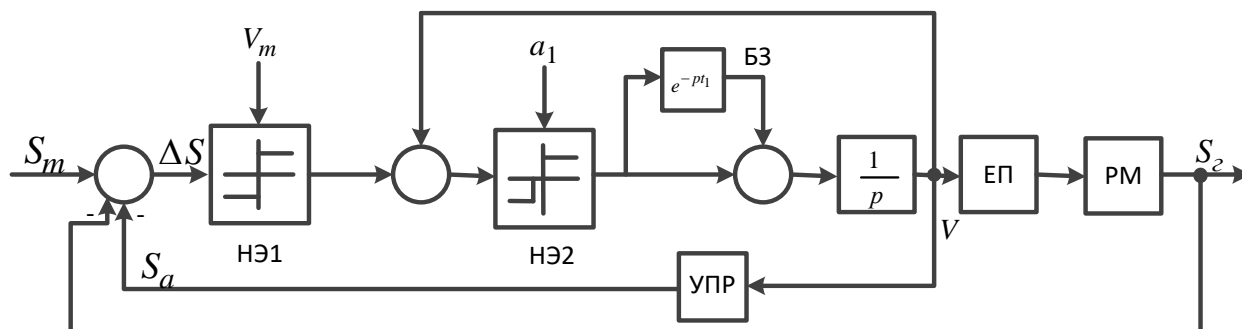 V_m
a_1
БЗ
e^{-pt_1}
S_m
ΔS
1
p
ЕП
РМ
S_г
-
-
НЭ1
НЭ2
V
S_a
УПР